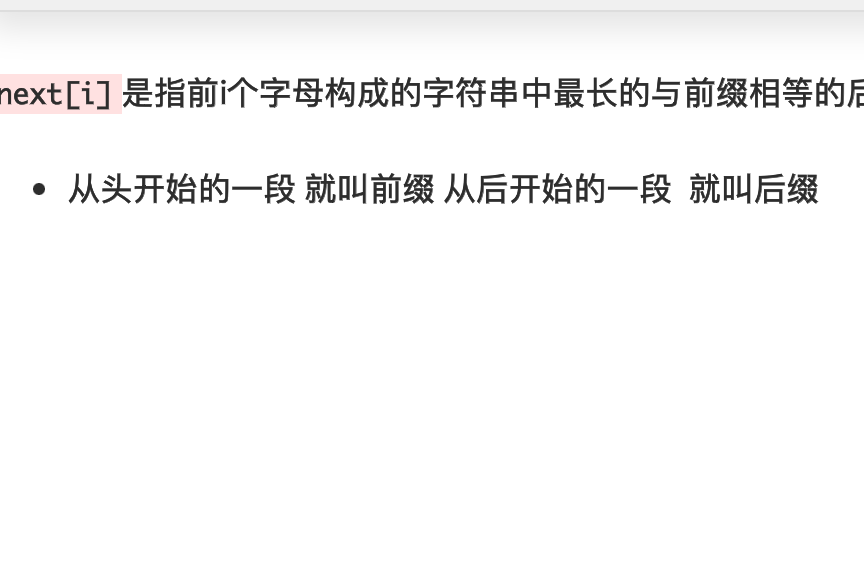 next[i]是指前i个字母构成的字符串中最长的与前缀相等的后
从头开始的一段 就叫前缀 从后开始的一段  就叫后缀